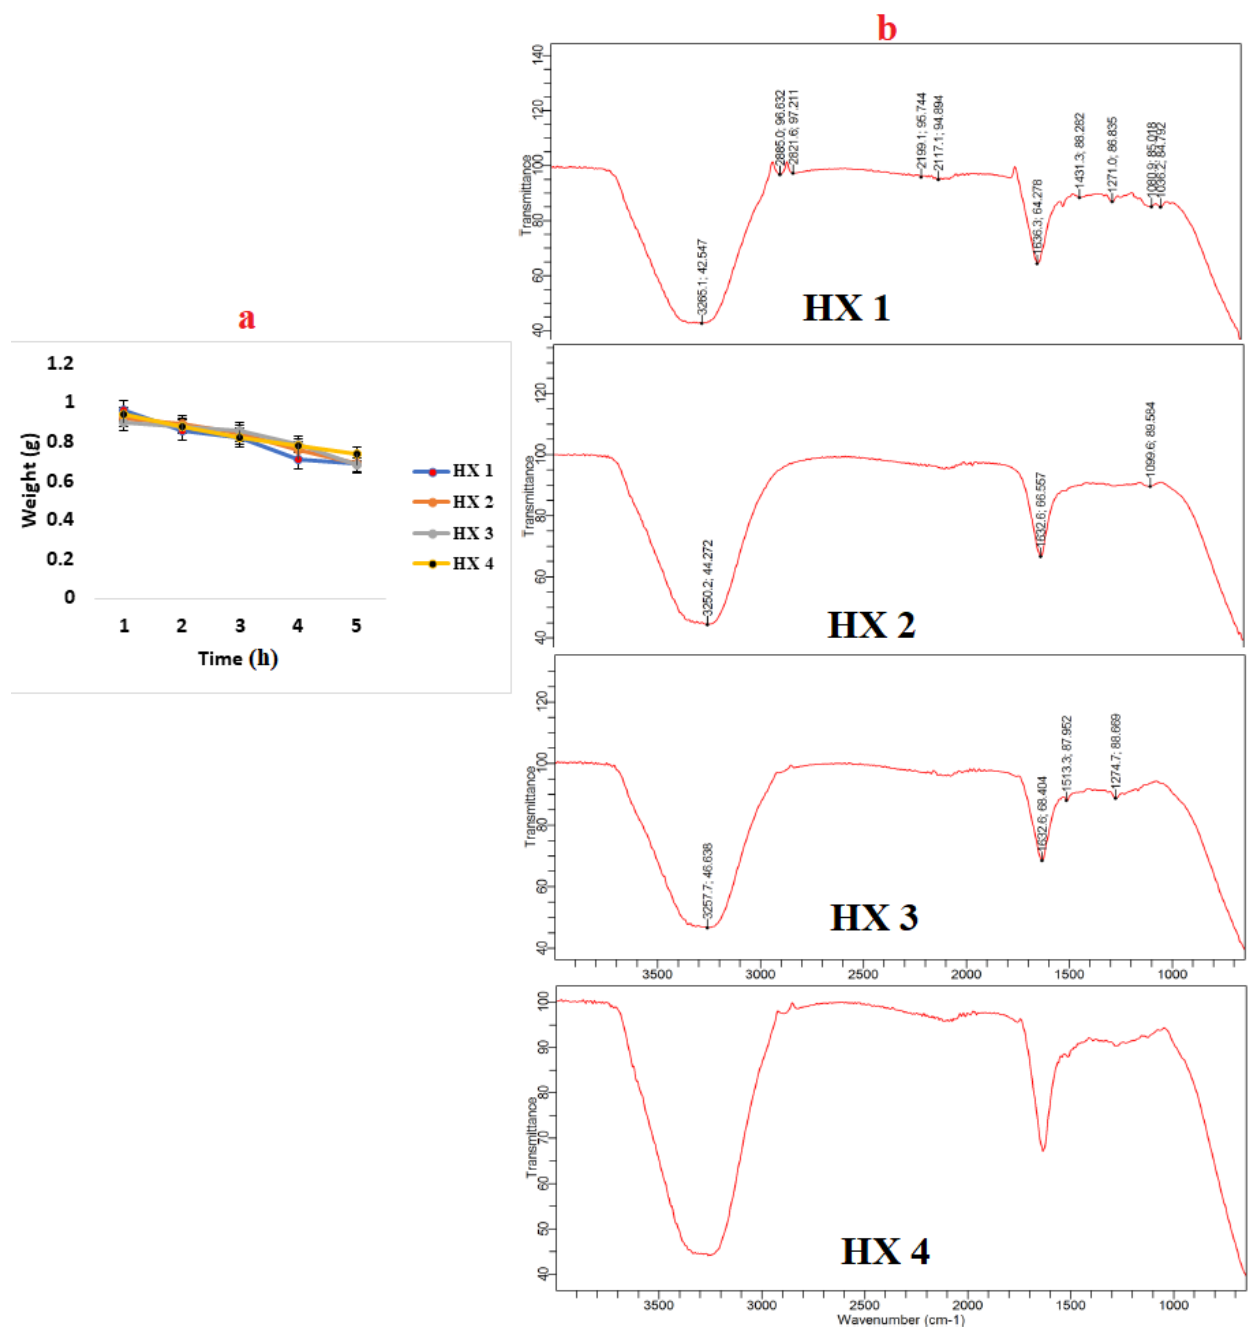 a
1.2
1
0.8
0.6
0.4
0.2
0
Weight (g)
1 2 3 4 5
Time (h)
HX 1
HX 2
HX 3
HX 4
b
Transmittance
140
120
100
80
60
40
3265.1; 42.547
2885.0; 96.632
2821.6; 97.211
2199.1; 95.744
2117.1; 94.894
1636.3; 64.278
1431.3; 88.282
1271.0; 86.835
1080.9; 85.018
1036.2; 84.792
HX 1
Transmittance
120
100
80
60
40
3250.2; 44.272
1632.6; 66.557
1099.6; 89.584
HX 2
Transmittance
120
100
80
60
40
3257.7; 46.638
1632.6; 68.404
1513.3; 87.952
1274.7; 88.669
HX 3
3500 3000 2500 2000 1500 1000
Transmittance
100
90
80
70
60
50
40
HX 4
3500 3000 2500 2000 1500 1000
Wavenumber (cm-1)